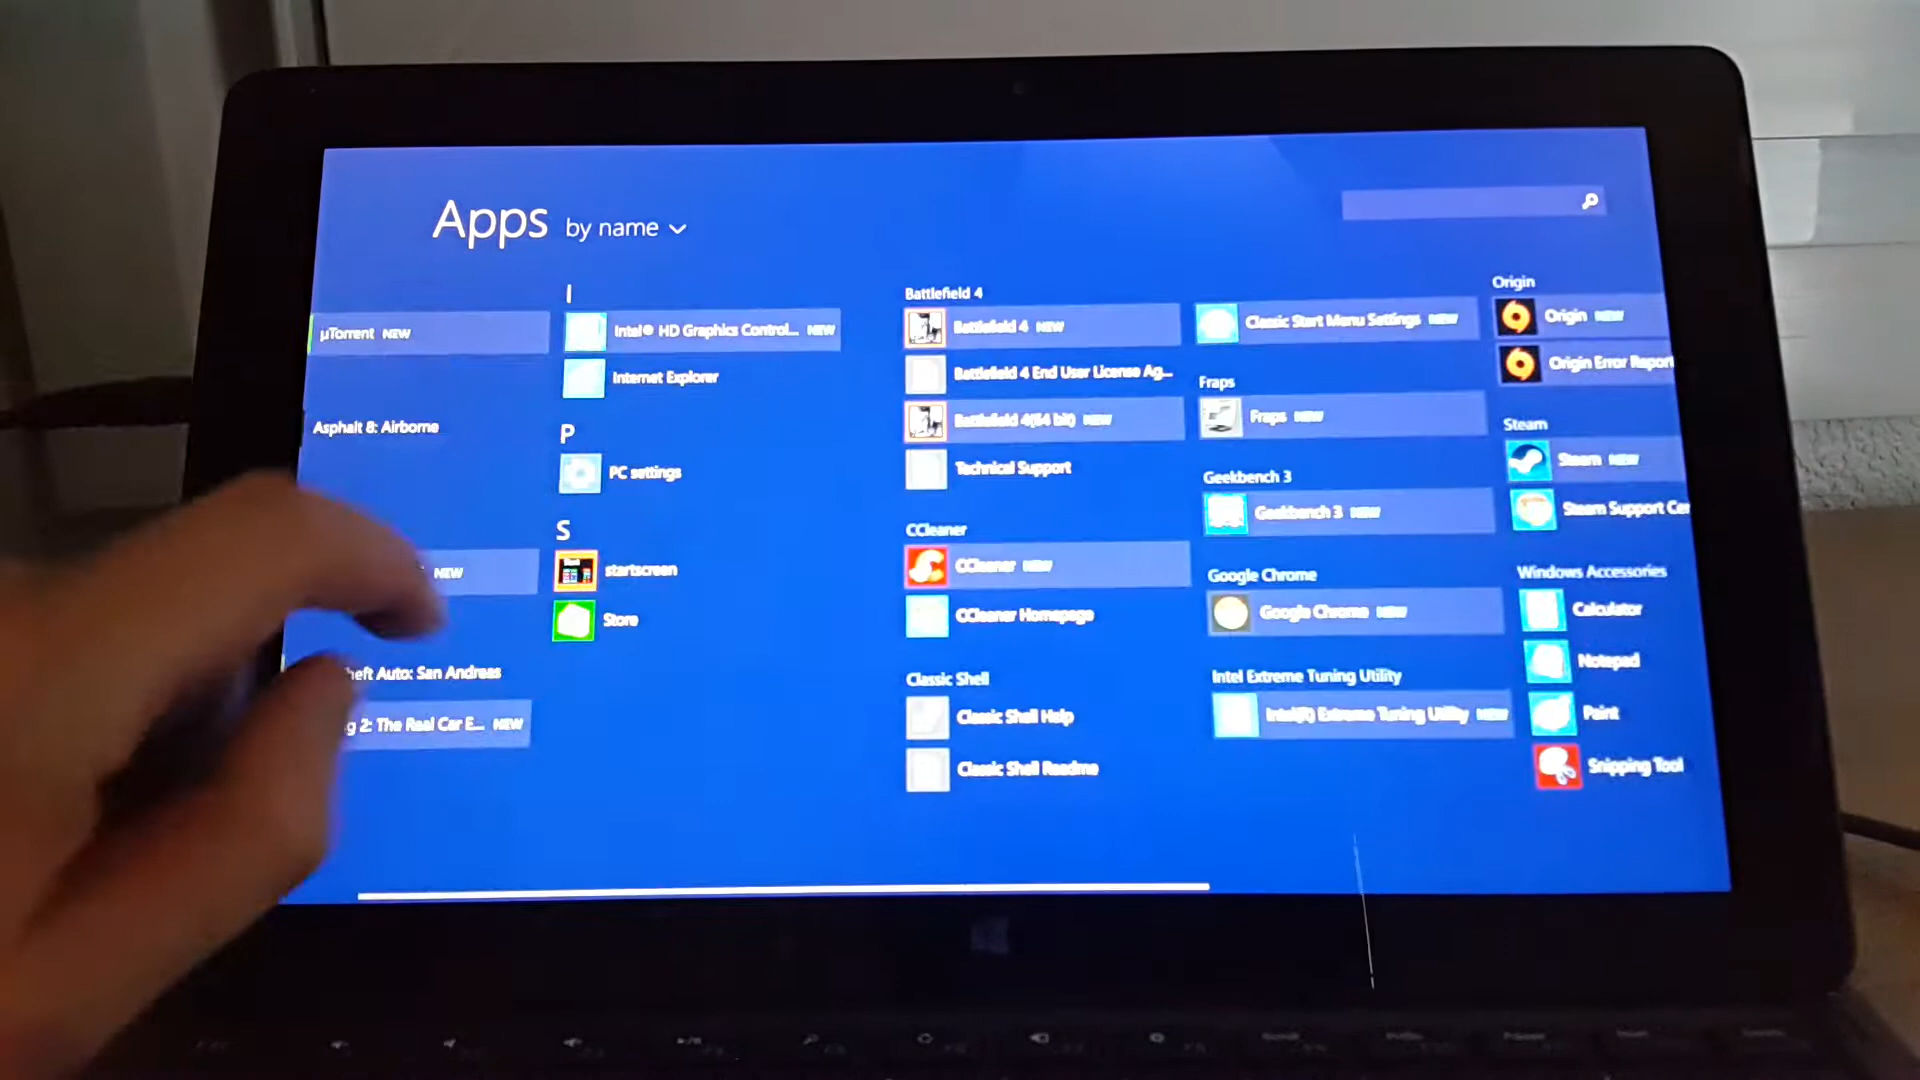 Apps by name
µTorrent NEW
Asphalt 8: Airborne
NEW
heft Auto: San Andreas
g 2: The Real Car E... NEW
I
Intel® HD Graphics Control... NEW
Internet Explorer
P
PC settings
S
startscreen
Store
Battlefield 4
Battlefield 4 NEW
Battlefield 4 End User License Ag...
Battlefield 4(64 bit) NEW
Technical Support
CCleaner
CCleaner NEW
CCleaner Homepage
Classic Shell
Classic Shell Help
Classic Shell Readme
Classic Start Menu Settings NEW
Fraps
Fraps NEW
Geekbench 3
Geekbench 3 NEW
Google Chrome
Google Chrome NEW
Intel Extreme Tuning Utility
Intel(R) Extreme Tuning Utility NEW
Origin
Origin NEW
Origin Error Report
Steam
Steam NEW
Steam Support Cen
Windows Accessories
Calculator
Notepad
Paint
Snipping Tool